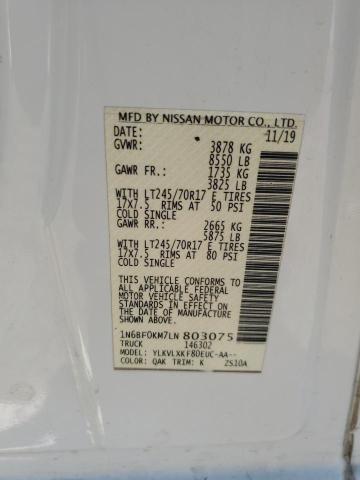 MFD BY NISSAN MOTOR CO., LTD.
DATE: 11/19
GVWR: 3878 KG
8550 LB
GAWR FR.: 1735 KG
3825 LB
WITH LT245/70R17 E TIRES
17X7.5 RIMS AT 50 PSI
COLD SINGLE
GAWR RR.: 2665 KG
5875 LB
WITH LT245/70R17 E TIRES
17X7.5 RIMS AT 80 PSI
COLD SINGLE
THIS VEHICLE CONFORMS TO ALL
APPLICABLE FEDERAL
MOTOR VEHICLE SAFETY
STANDARDS IN EFFECT ON
THE DATE OF MANUFACTURE
SHOWN ABOVE.
1N6BF0KM7LN 803075
TRUCK 146302
MODEL: YLKVLXKF80EUC-AA--
COLOR: QAK TRIM: K 2S10A